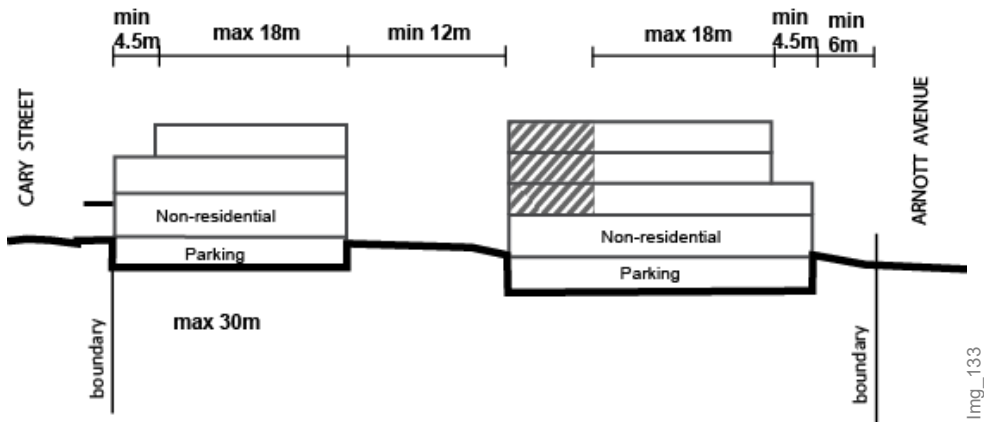 min
4.5m
max 18m
min 12m
max 18m
min
4.5m
min
6m
CARY STREET
ARNOTT AVENUE
Non-residential
Parking
Non-residential
Parking
max 30m
boundary
boundary
Img_133